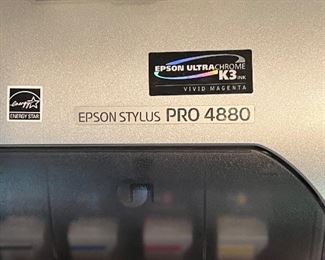 EPSON ULTRACHROME
K3 INK
VIVID MAGENTA
energy
ENERGY STAR
EPSON STYLUS PRO 4880